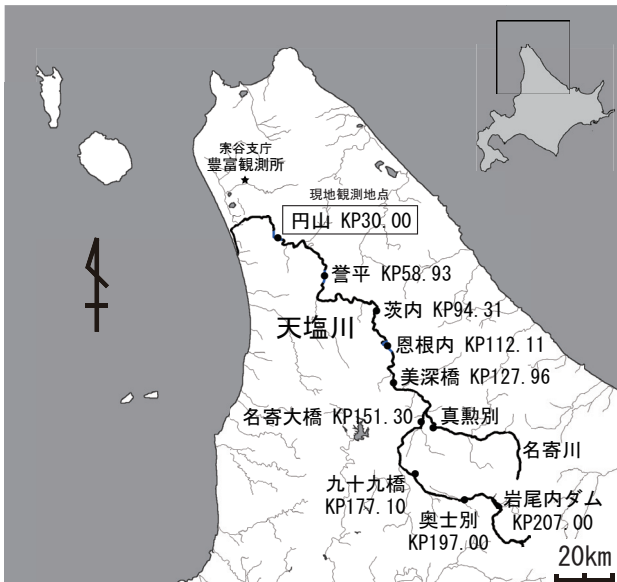 宗谷支庁
豊富観測所
現地観測地点
円山 KP30.00
誉平 KP58.93
茨内 KP94.31
天塩川
恩根内 KP112.11
美深橋 KP127.96
名寄大橋 KP151.30
真勲別
名寄川
九十九橋
KP177.10
奥士別
KP197.00
岩尾内ダム
KP207.00
20km